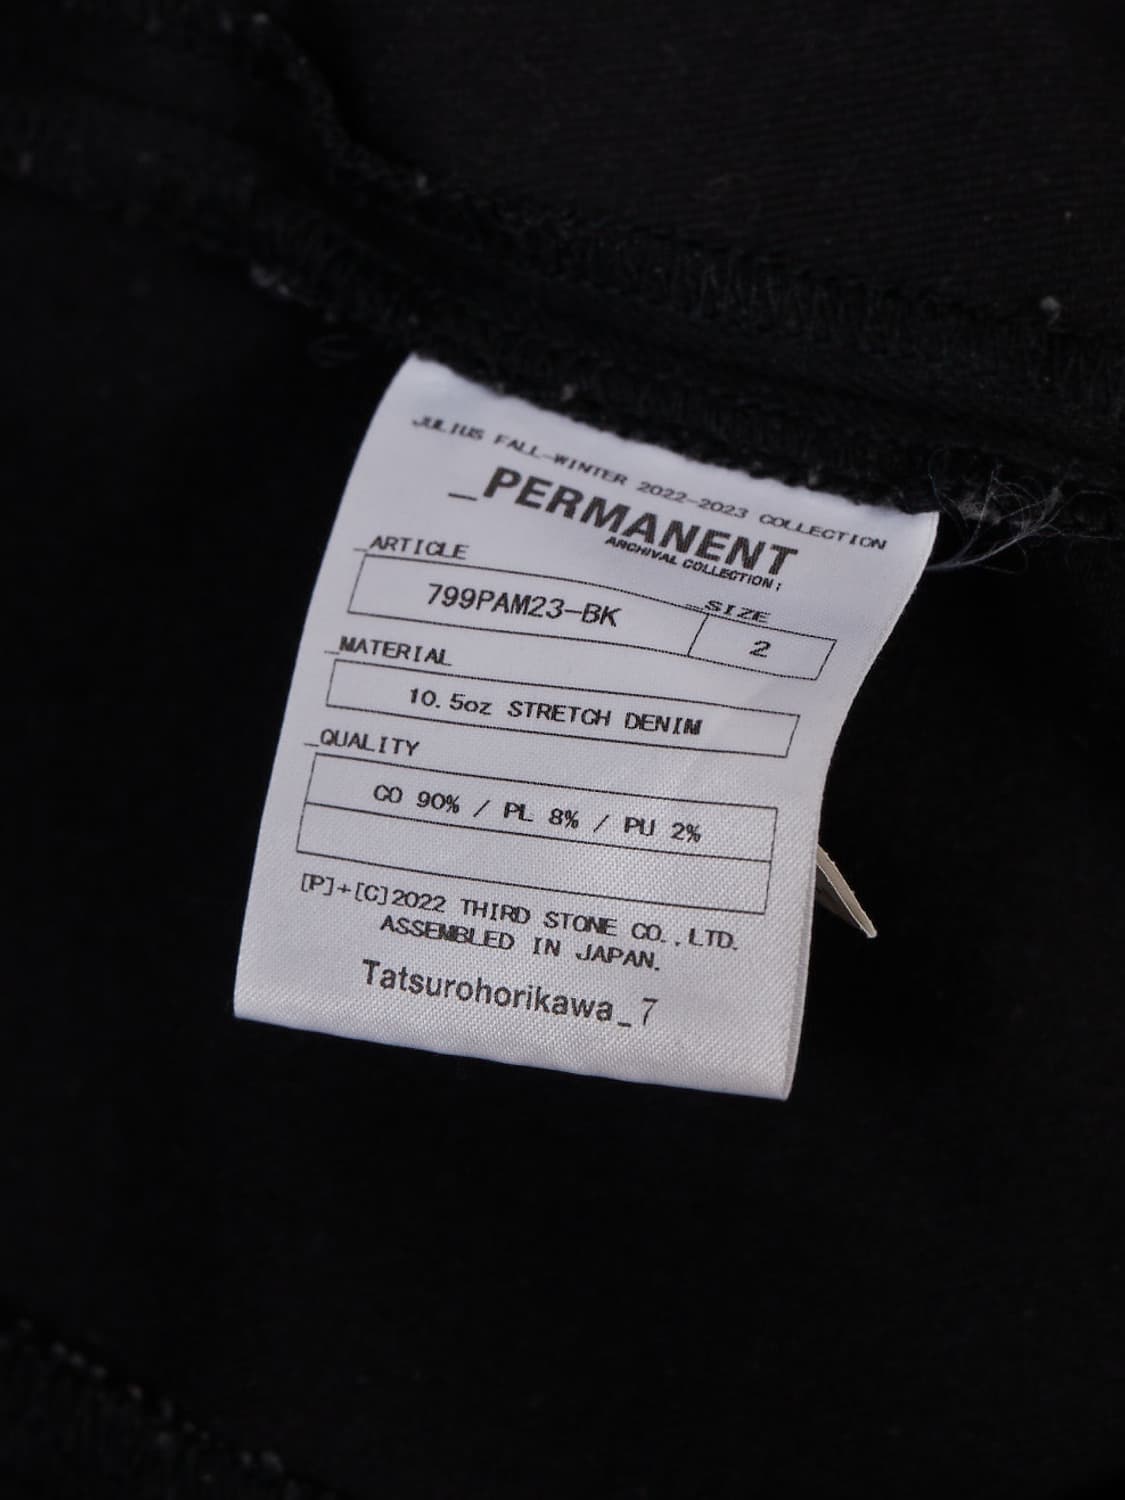 JULIUS FALL-WINTER 2022-2023 COLLECTION
_PERMANENT
ARCHIVAL COLLECTION;
_ARTICLE
_SIZE
799PAM23-BK
2
_MATERIAL
10.5oz STRETCH DENIM
_QUALITY
CO 90% / PL 8% / PU 2%
[P]+[C]2022 THIRD STONE CO.,LTD.
ASSEMBLED IN JAPAN.
Tatsurohorikawa_7